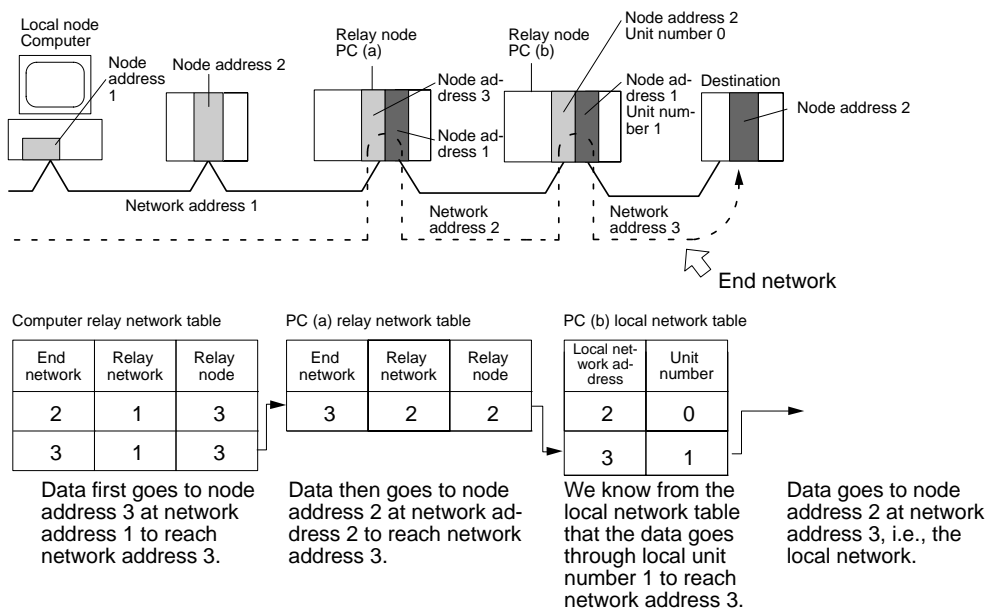 Local node
Computer
Node
address
1
Node address 2
Relay node
PC (a)
Node ad-
dress 3
Node ad-
dress 1
Relay node
PC (b)
Node address 2
Unit number 0
Node ad-
dress 1
Unit num-
ber 1
Destination
Node address 2
Network address 1
Network
address 2
Network
address 3
End network
Computer relay network table
End
network
Relay
network
Relay
node
2 1 3
3 1 3
Data first goes to node
address 3 at network
address 1 to reach
network address 3.
PC (a) relay network table
End
network
Relay
network
Relay
node
3 2 2
Data then goes to node
address 2 at network ad-
dress 2 to reach network
address 3.
PC (b) local network table
Local net-
work ad-
dress
Unit
number
2 0
3 1
We know from the
local network table
that the data goes
through local unit
number 1 to reach
network address 3.
Data goes to node
address 2 at network
address 3, i.e., the
local network.